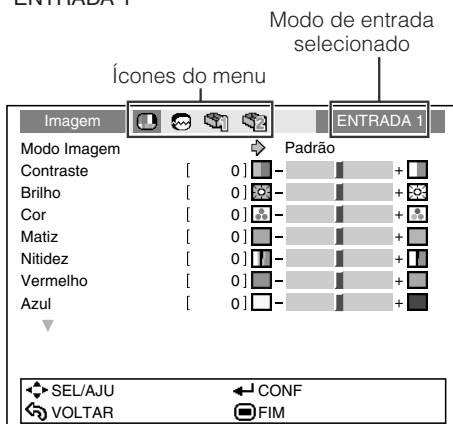 ENTRADA 1
Modo de entrada
selecionado
Ícones do menu
Imagem ENTRADA 1
Modo Imagem Padrão
Contraste [ 0 ] - +
Brilho [ 0 ] - +
Cor [ 0 ] - +
Matiz [ 0 ] - +
Nitidez [ 0 ] - +
Vermelho [ 0 ] - +
Azul [ 0 ] - +
SEL/AJU CONF
VOLTAR FIM